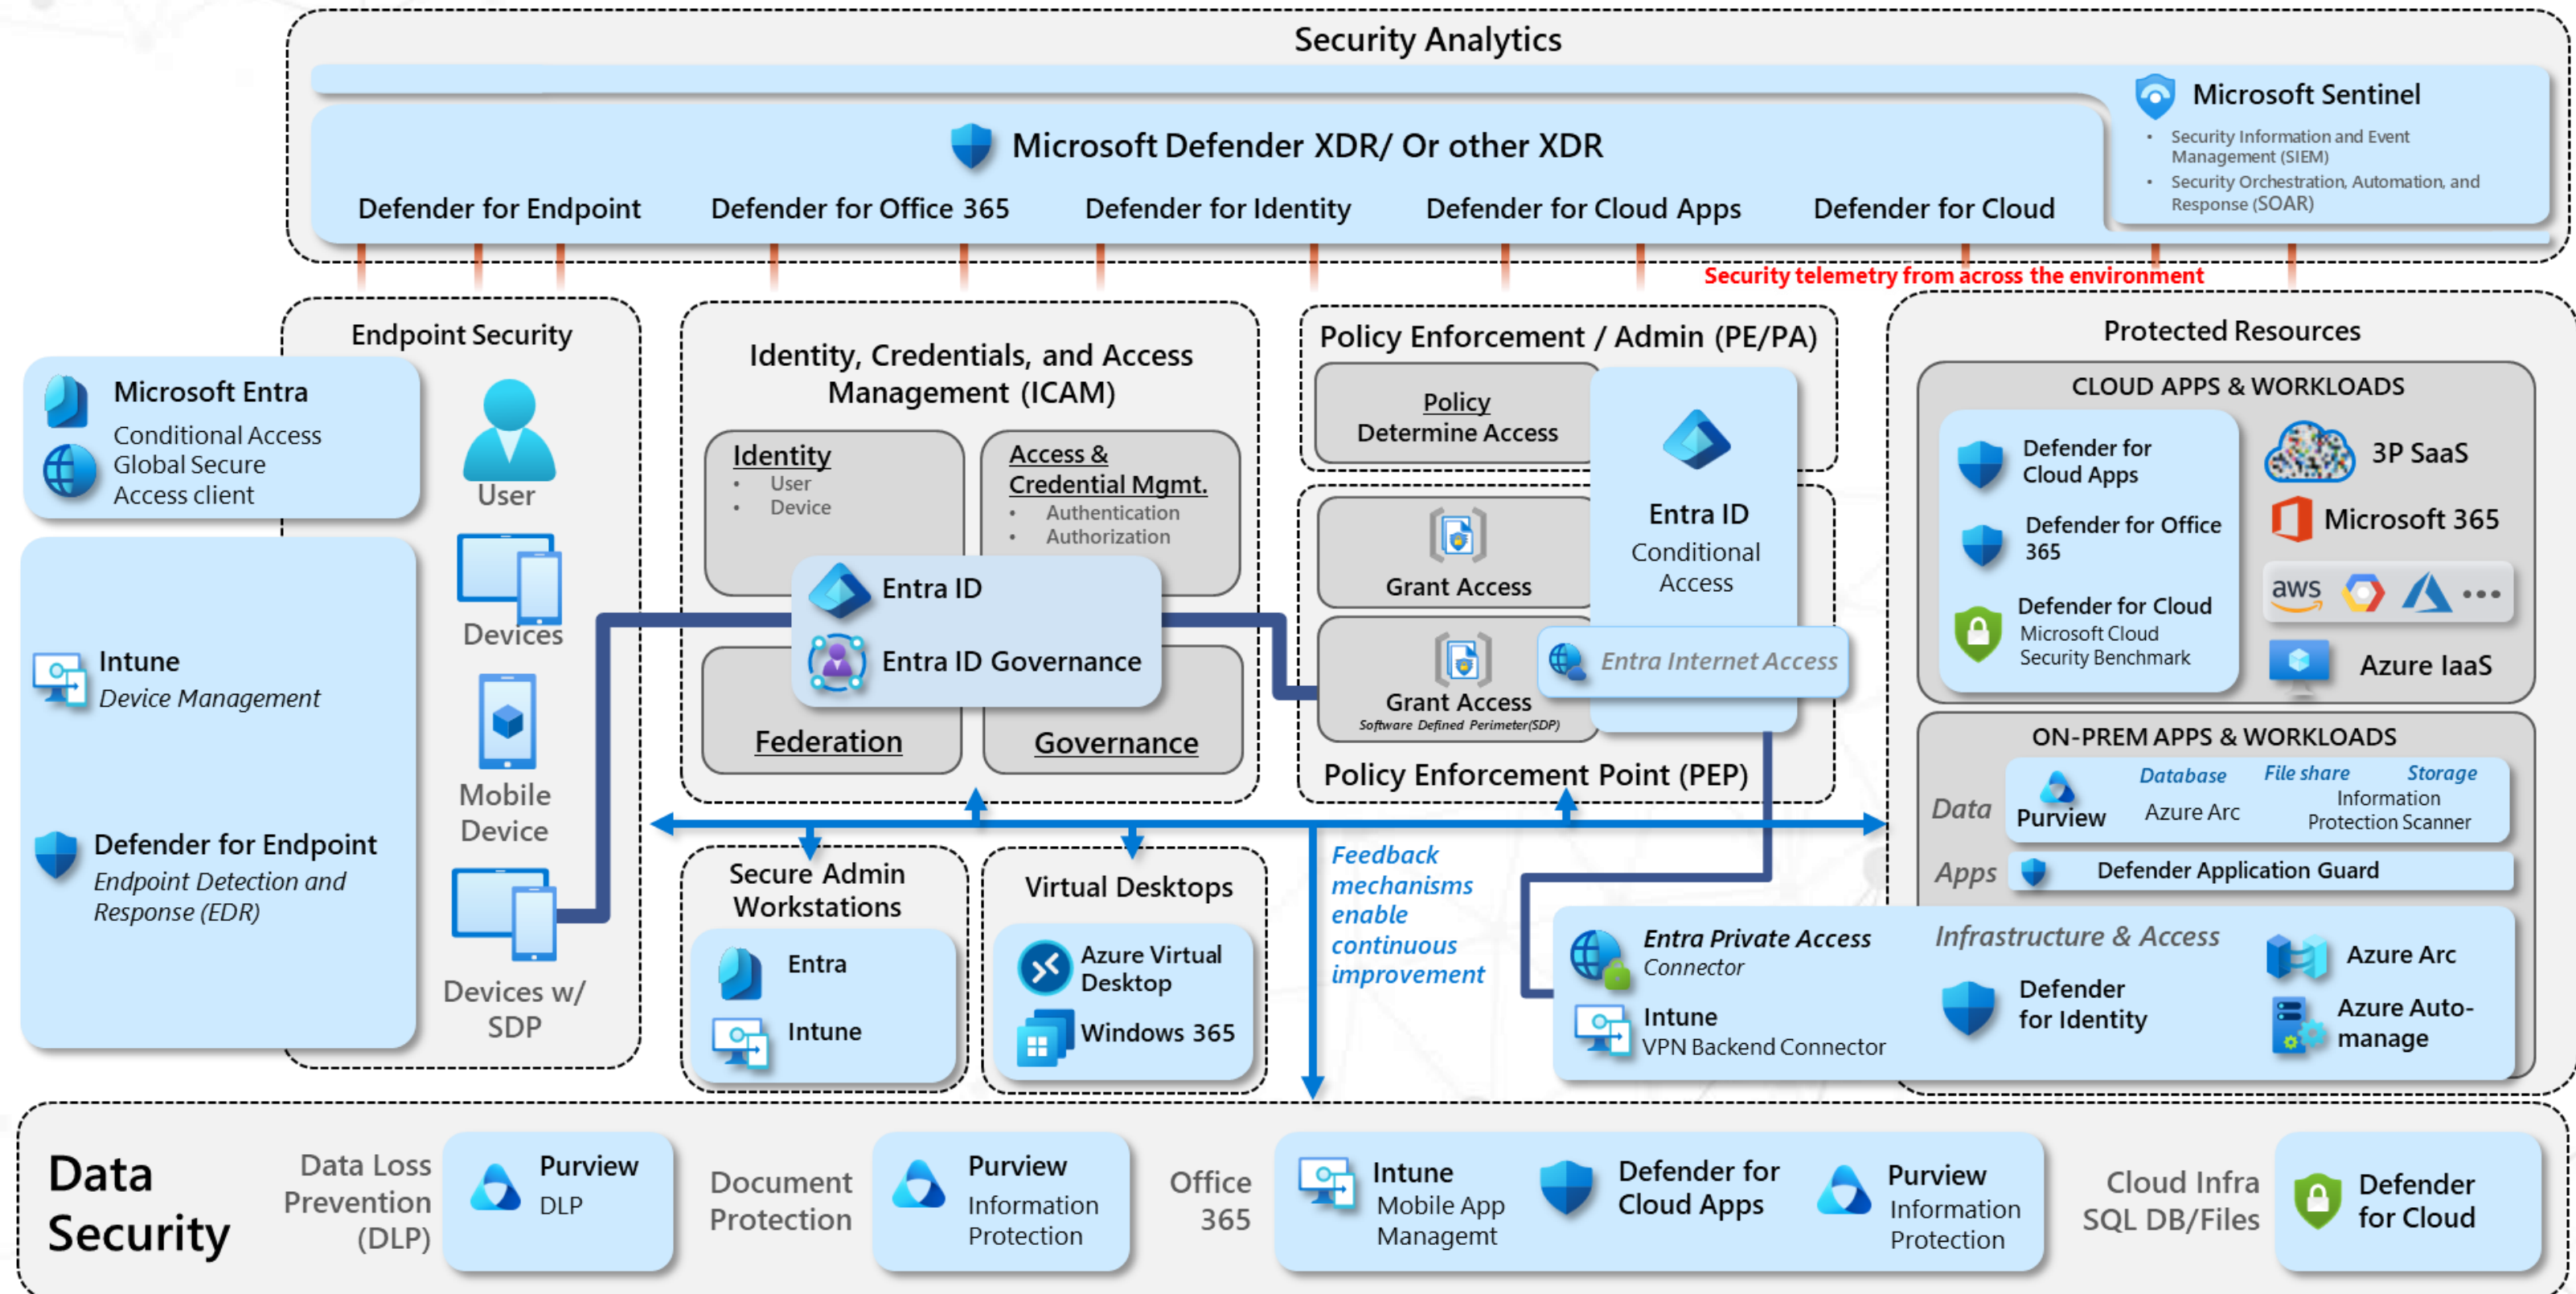 Security Analytics
Microsoft Sentinel
• Security Information and Event
Management (SIEM)
• Security Orchestration, Automation, and
Response (SOAR)
Microsoft Defender XDR/ Or other XDR
Defender for Endpoint
Defender for Office 365
Defender for Identity
Defender for Cloud Apps
Defender for Cloud
Security telemetry from across the environment
Endpoint Security
Microsoft Entra
Conditional Access
Global Secure
Access client
Intune
Device Management
Defender for Endpoint
Endpoint Detection and
Response (EDR)
User
Devices
Mobile
Device
Devices w/
SDP
Identity, Credentials, and Access
Management (ICAM)
Identity
• User
• Device
Access &
Credential Mgmt.
• Authentication
• Authorization
Entra ID
Entra ID Governance
Federation
Governance
Policy Enforcement / Admin (PE/PA)
Policy
Determine Access
Entra ID
Conditional
Access
Grant Access
Entra Internet Access
Grant Access
Software Defined Perimeter(SDP)
Policy Enforcement Point (PEP)
Secure Admin
Workstations
Entra
Intune
Virtual Desktops
Azure Virtual
Desktop
Windows 365
Feedback
mechanisms
enable
continuous
improvement
Protected Resources
CLOUD APPS & WORKLOADS
Defender for
Cloud Apps
Defender for Office
365
Defender for Cloud
Microsoft Cloud
Security Benchmark
3P SaaS
Microsoft 365
aws
Azure IaaS
ON-PREM APPS & WORKLOADS
Data
Purview
Database
Azure Arc
File share
Storage
Information
Protection Scanner
Apps
Defender Application Guard
Entra Private Access
Connector
Intune
VPN Backend Connector
Infrastructure & Access
Defender
for Identity
Azure Arc
Azure Auto-
manage
Data
Security
Data Loss
Prevention
(DLP)
Purview
DLP
Document
Protection
Purview
Information
Protection
Office
365
Intune
Mobile App
Managemt
Defender for
Cloud Apps
Purview
Information
Protection
Cloud Infra
SQL DB/Files
Defender
for Cloud